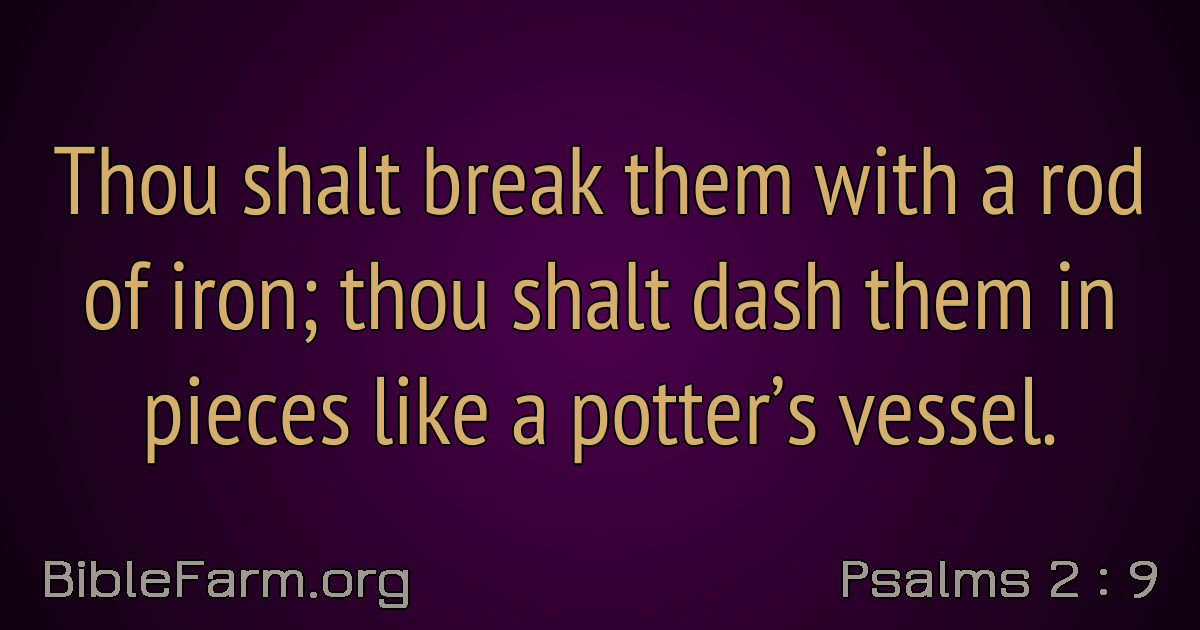 Thou shalt break them with a rod
of iron; thou shalt dash them in
pieces like a potter’s vessel.
BibleFarm.org
Psalms 2 : 9